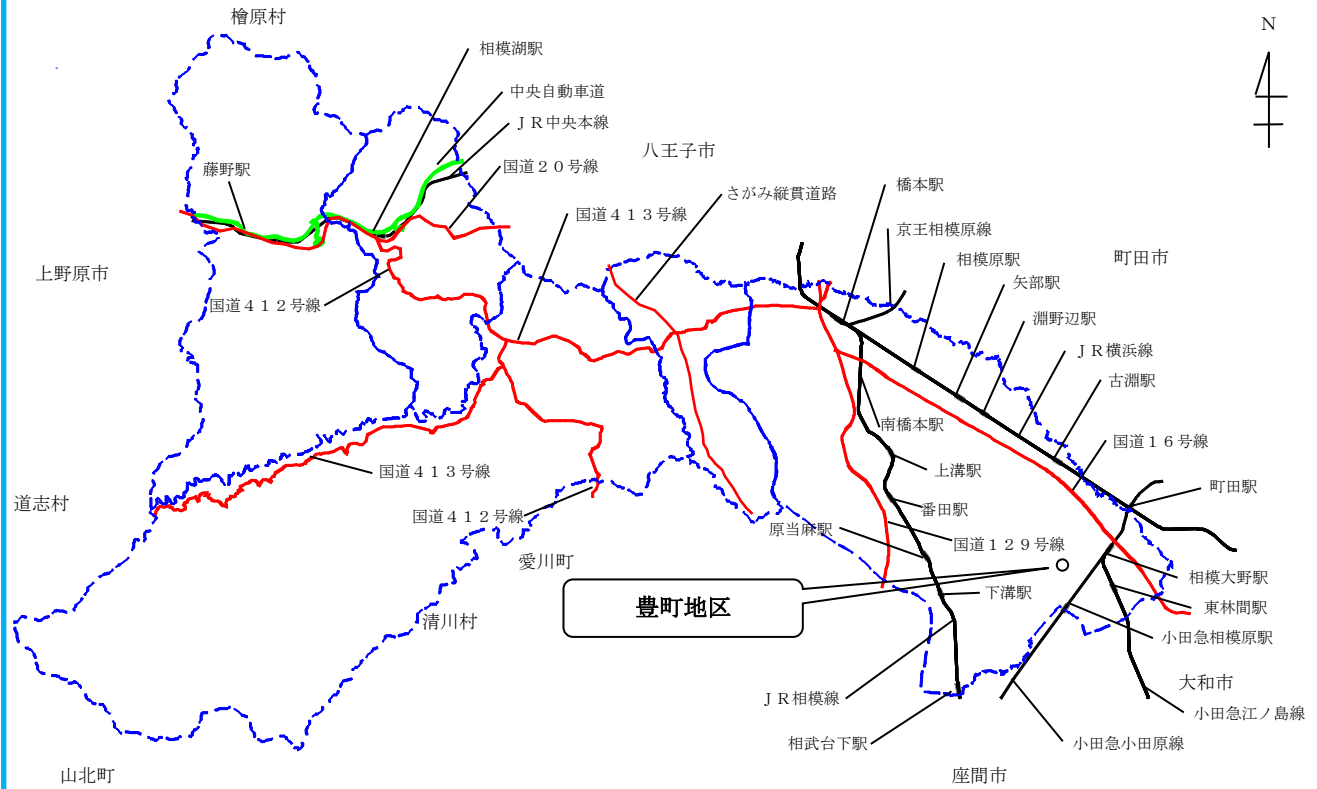 檜原村
N
相模湖駅
中央自動車道
ＪＲ中央本線
八王子市
国道２０号線
藤野駅
さがみ縦貫道路
橋本駅
国道４１３号線
京王相模原線
町田市
相模原駅
上野原市
矢部駅
国道４１２号線
淵野辺駅
ＪＲ横浜線
古淵駅
南橋本駅
国道１６号線
国道４１３号線
上溝駅
町田駅
道志村
番田駅
国道４１２号線
原当麻駅
国道１２９号線
愛川町
相模大野駅
下溝駅
豊町地区
東林間駅
清川村
小田急相模原駅
大和市
ＪＲ相模線
小田急江ノ島線
相武台下駅
小田急小田原線
山北町
座間市